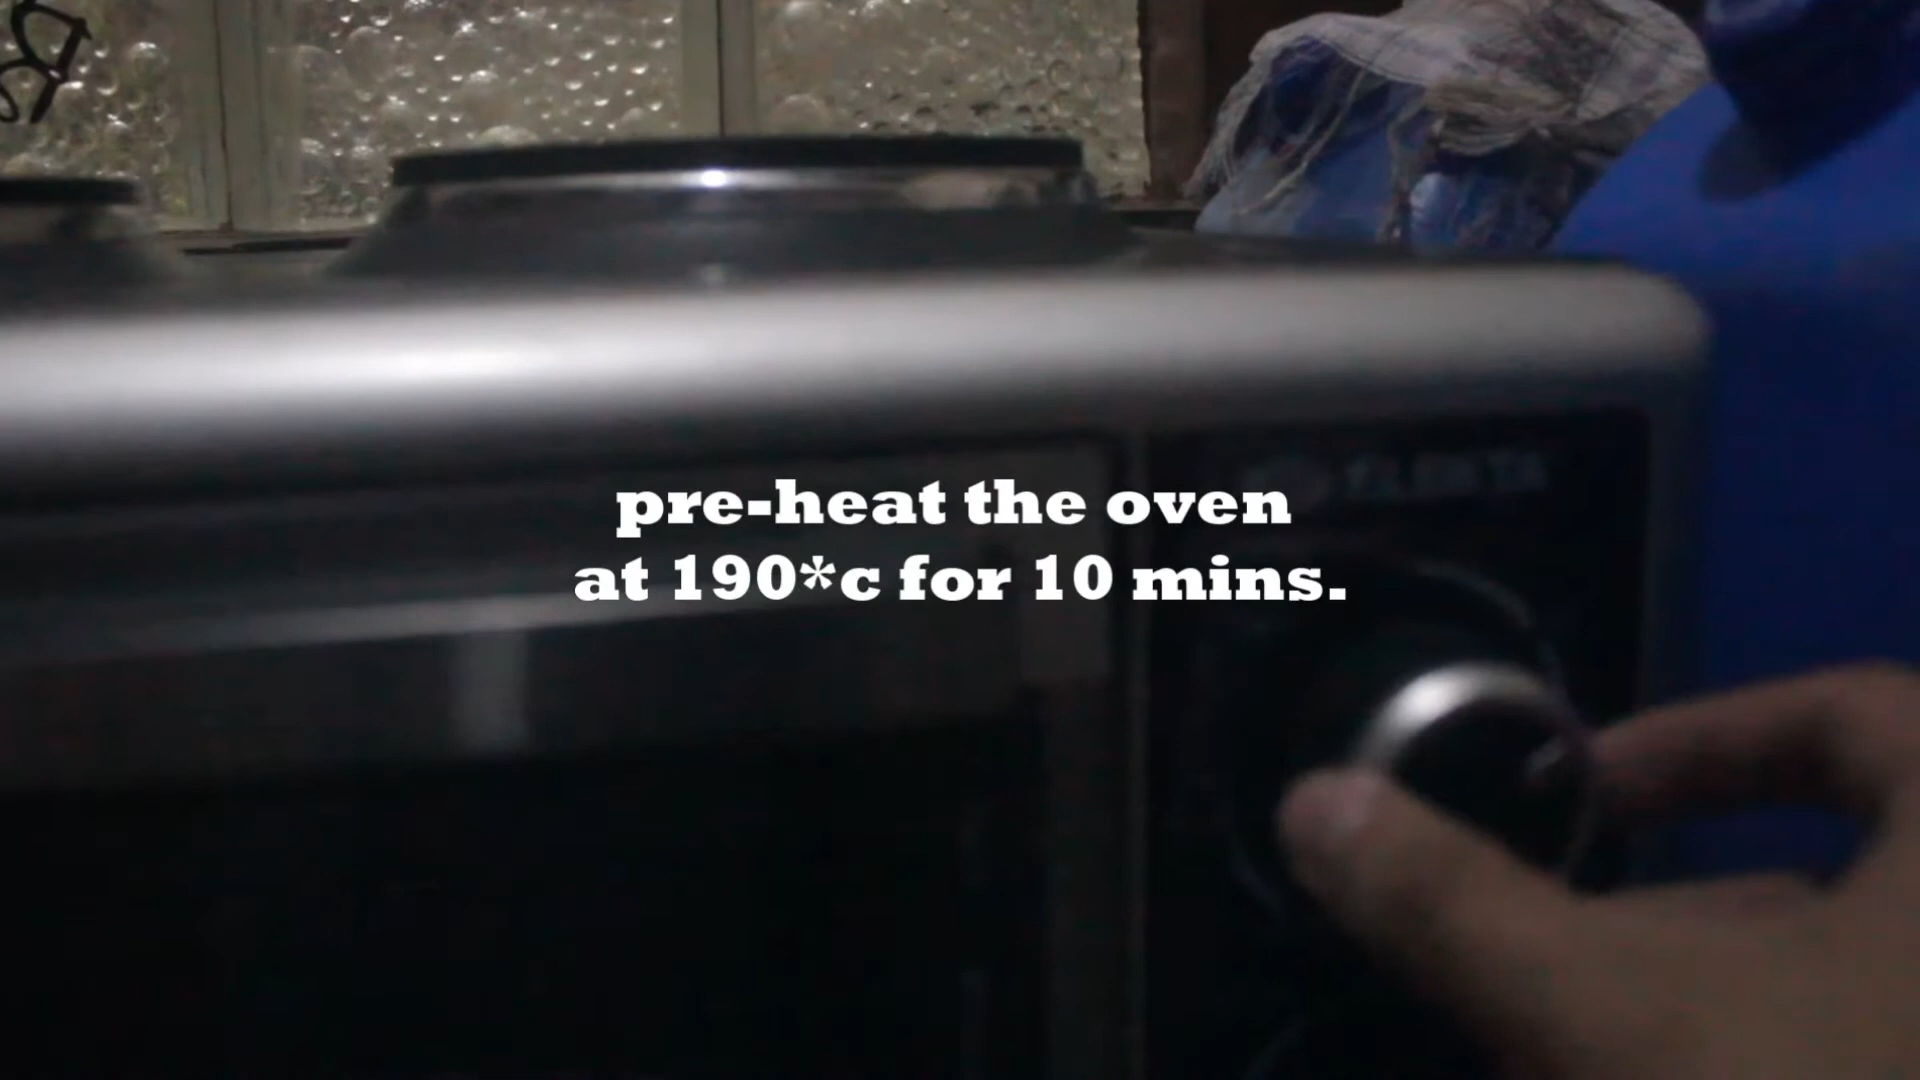 pre-heat the oven
at 190*c for 10 mins.